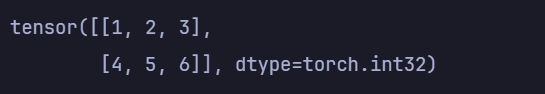 tensor([[1, 2, 3],
        [4, 5, 6]], dtype=torch.int32)